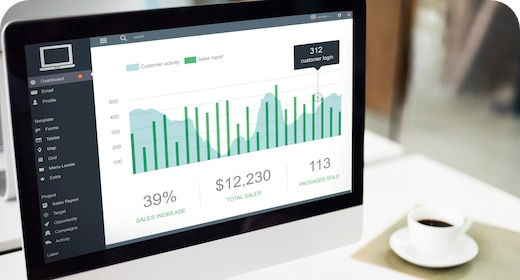 Customer activity
Sales report
312
customer login
500
400
300
200
100
39%
SALES INCREASE
$12,230
TOTAL SALES
113
PACKAGES SOLD
Dashboard
Email
Profile
Template
Forms
Tables
Map
Grid
Menu Levels
Extra
Project
Sales Report
Target
Opportunity
Campaigns
Activity
Label